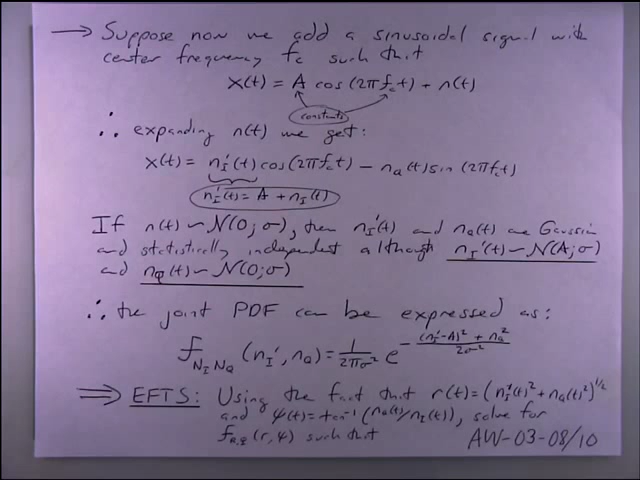 → Suppose now we add a sinusoidal signal with
center frequency fc such that
X(t) = A cos(2πfct) + n(t)
constants
∴ expanding n(t) we get:
X(t) = nI'(t) cos(2πfct) − nQ(t) sin(2πfct)
nI'(t) = A + nI(t)
If n(t) ~ N(0; σ), then nI'(t) and nQ(t) are Gaussian
and statistically independent although nI'(t) ~ N(A; σ)
and nQ(t) ~ N(0; σ)
∴ the joint PDF can be expressed as:
fNINQ(nI', nQ) = 1/2πσ² e^−((nI'−A)² + nQ²)/2σ²
⟹ EFTS: Using the fact that r(t) = (nI'(t)² + nQ(t)²)^1/2
and ψ(t) = tan⁻¹(nQ(t)/nI'(t)), solve for
fR,Ψ(r, ψ) such that
AW-03-08/10